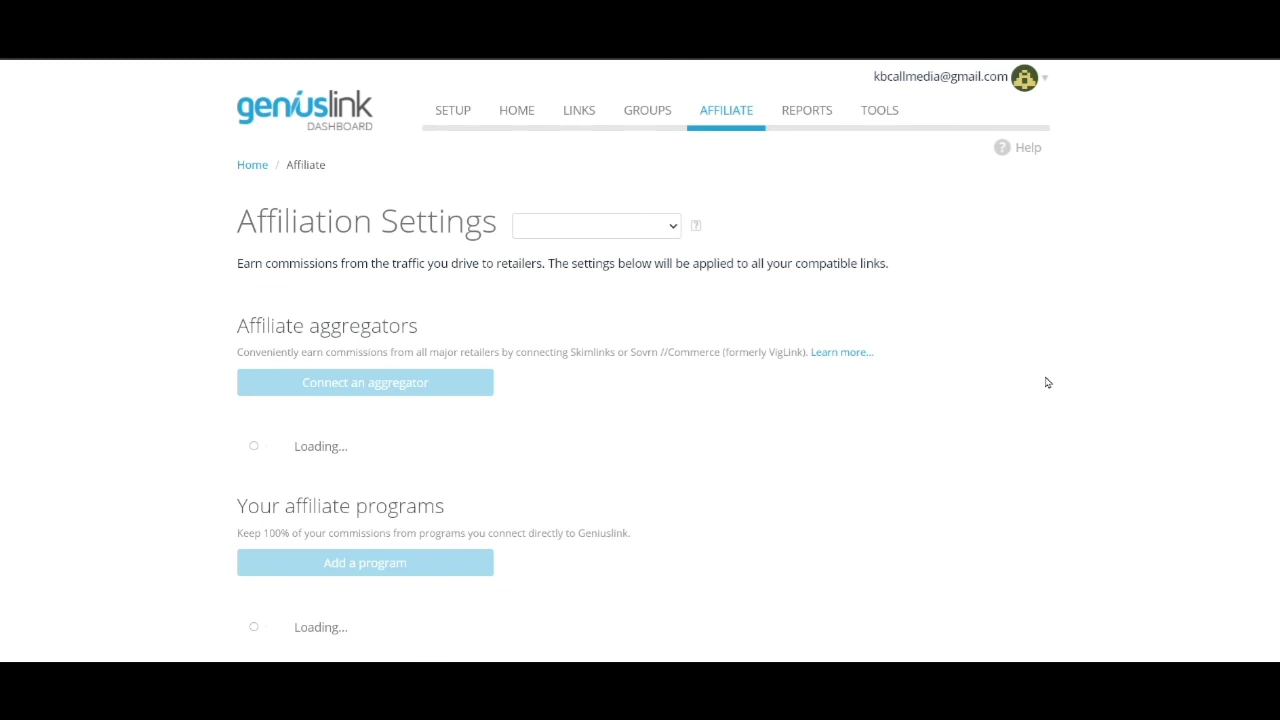 kbcallmedia@gmail.com
geniuslink
DASHBOARD
SETUP HOME LINKS GROUPS AFFILIATE REPORTS TOOLS
? Help
Home / Affiliate
Affiliation Settings ?
Earn commissions from the traffic you drive to retailers. The settings below will be applied to all your compatible links.
Affiliate aggregators
Conveniently earn commissions from all major retailers by connecting Skimlinks or Sovrn //Commerce (formerly VigLink). Learn more...
Connect an aggregator
Loading...
Your affiliate programs
Keep 100% of your commissions from programs you connect directly to Geniuslink.
Add a program
Loading...